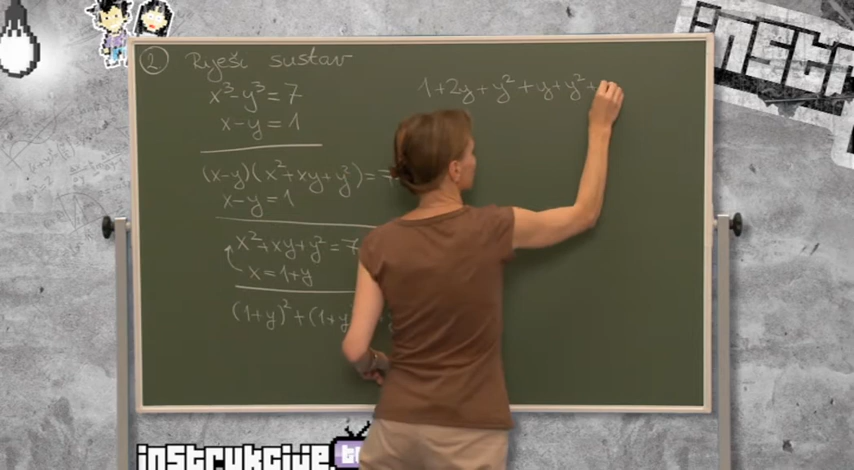 2 Riješi sustav
x³-y³=7
x-y=1
(x-y)(x²+xy+y²)=7
x-y=1
x²+xy+y²=7
x=1+y
(1+y)²+(1+y
1+2y+y²+y+y²+
instrukcije